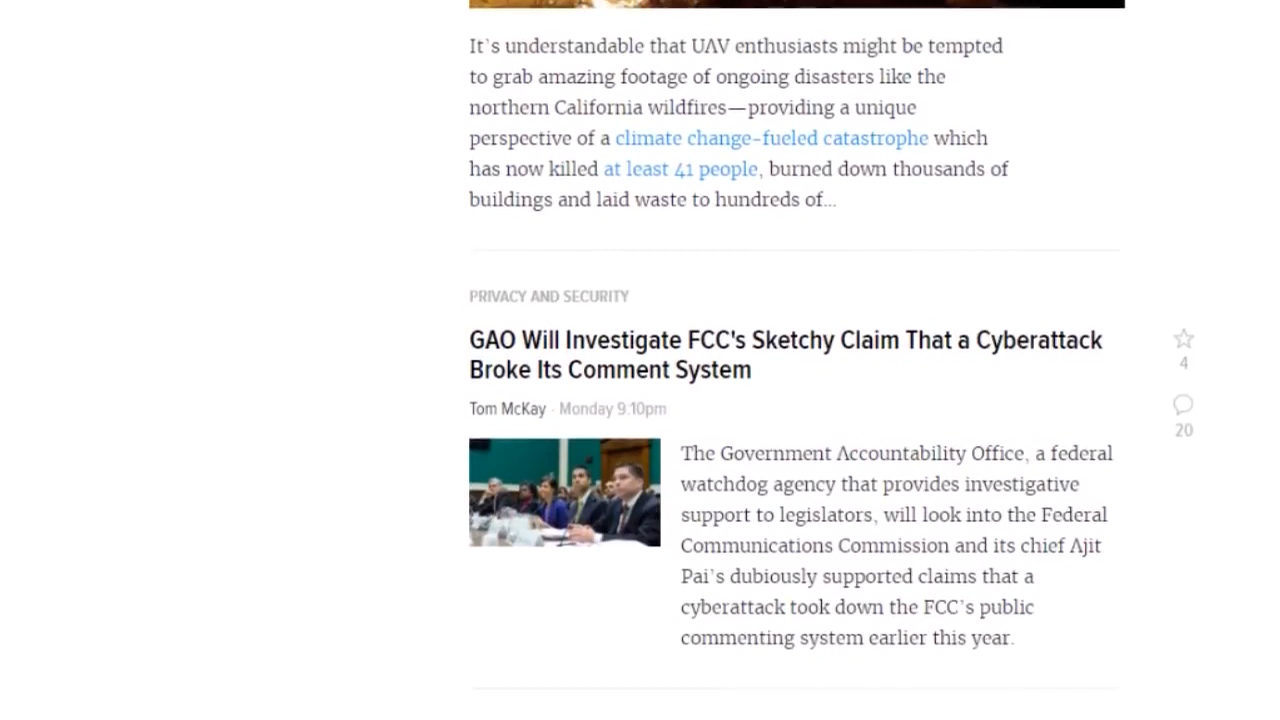 It's understandable that UAV enthusiasts might be tempted
to grab amazing footage of ongoing disasters like the
northern California wildfires—providing a unique
perspective of a climate change-fueled catastrophe which
has now killed at least 41 people, burned down thousands of
buildings and laid waste to hundreds of...
PRIVACY AND SECURITY
GAO Will Investigate FCC's Sketchy Claim That a Cyberattack
Broke Its Comment System
4
Tom McKay · Monday 9:10pm
20
The Government Accountability Office, a federal
watchdog agency that provides investigative
support to legislators, will look into the Federal
Communications Commission and its chief Ajit
Pai's dubiously supported claims that a
cyberattack took down the FCC's public
commenting system earlier this year.